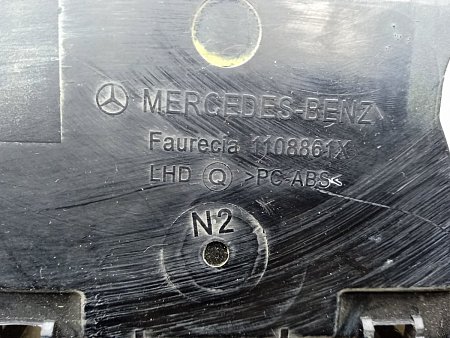 MERCEDES-BENZ
Faurecia 1108861X
LHD Q >PC-ABS<
N2